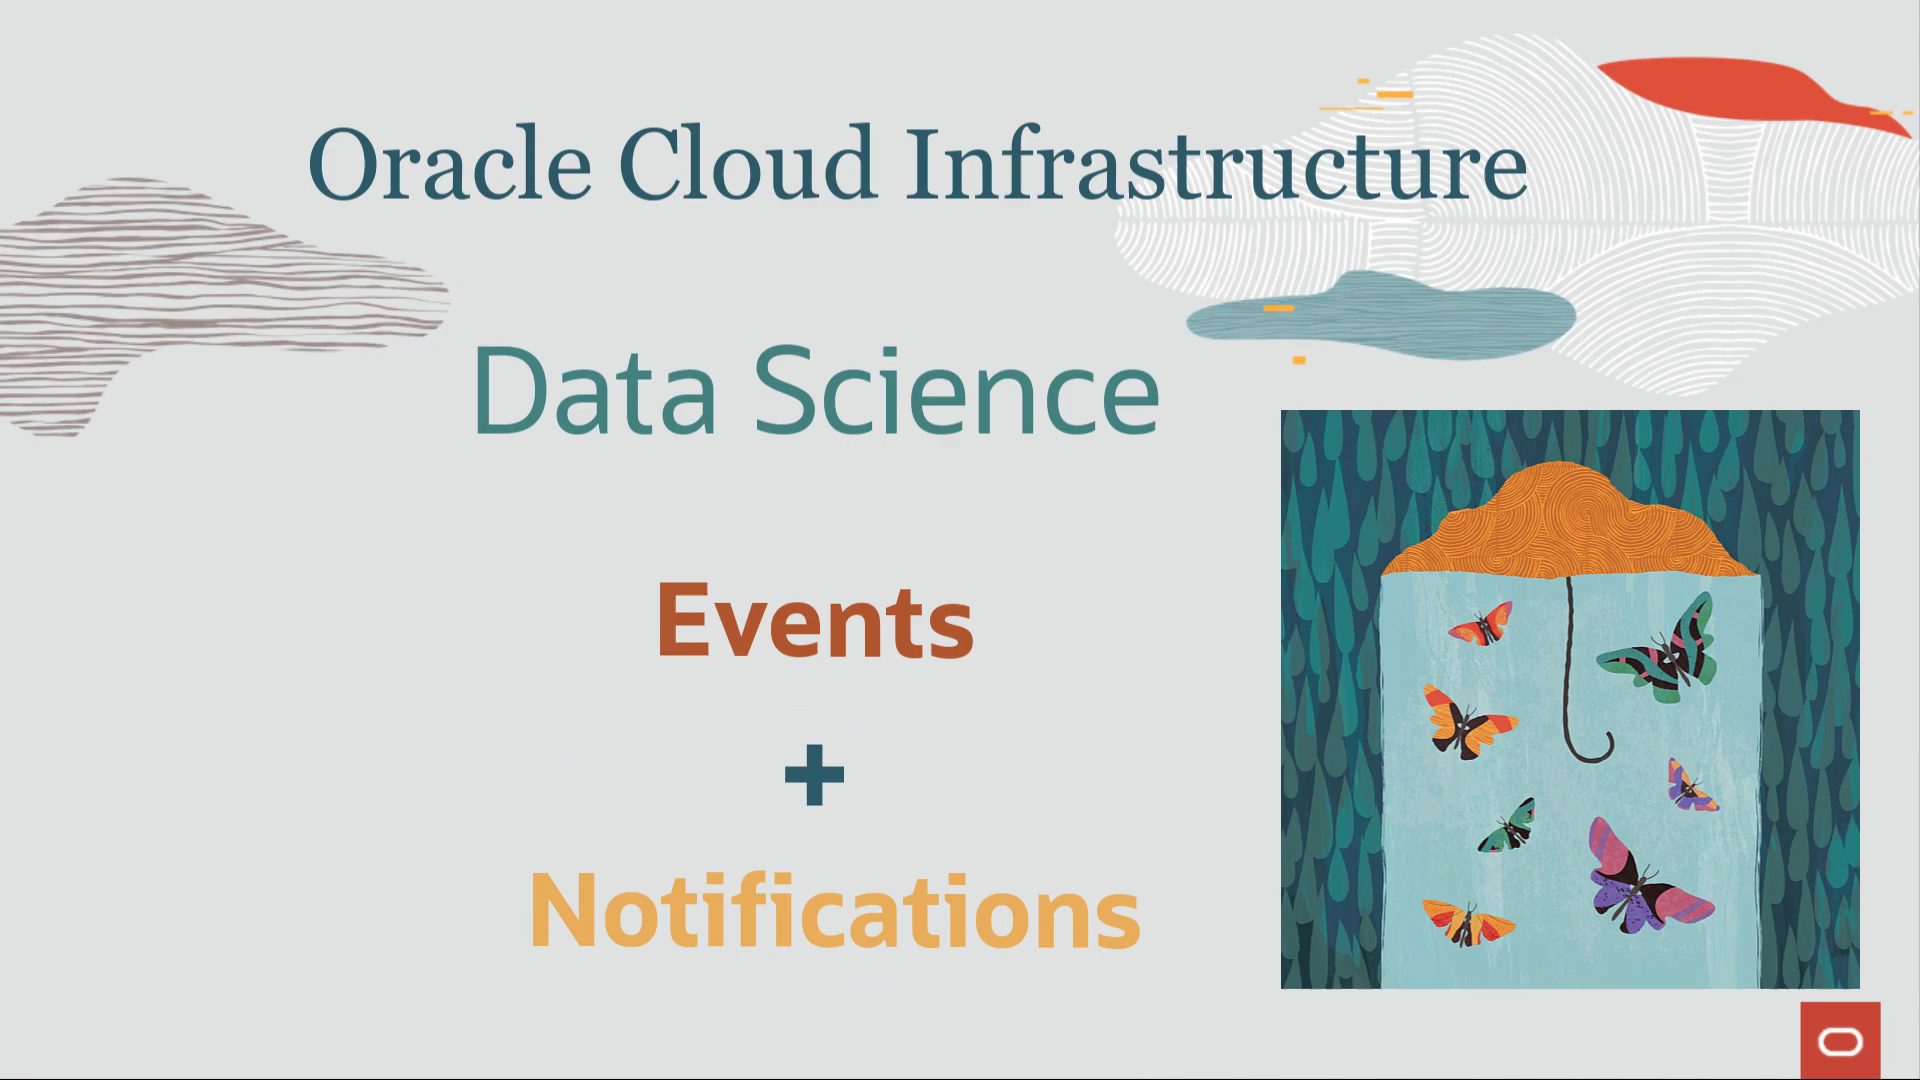 Oracle Cloud Infrastructure
Data Science
Events
+
Notifications